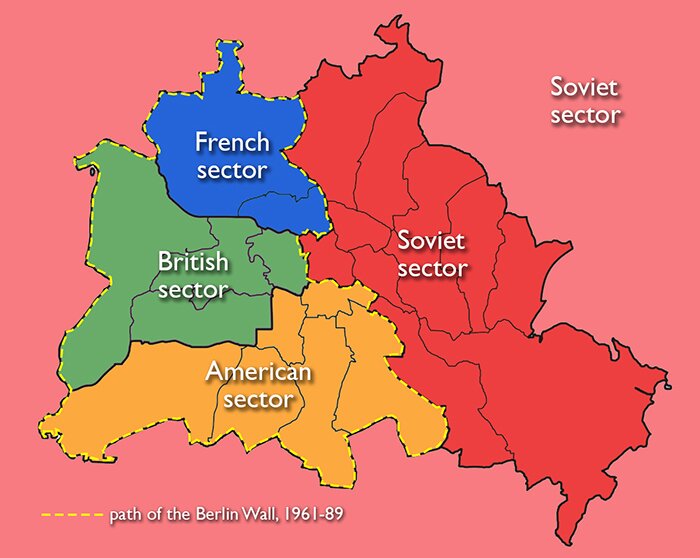 Soviet
sector
French
sector
Soviet
sector
British
sector
American
sector
path of the Berlin Wall, 1961-89